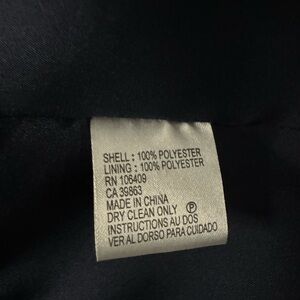 SHELL : 100% POLYESTER
LINING : 100% POLYESTER
RN 106409
CA 39863
MADE IN CHINA
DRY CLEAN ONLY Ⓟ
INSTRUCTIONS AU DOS
VER AL DORSO PARA CUIDADO